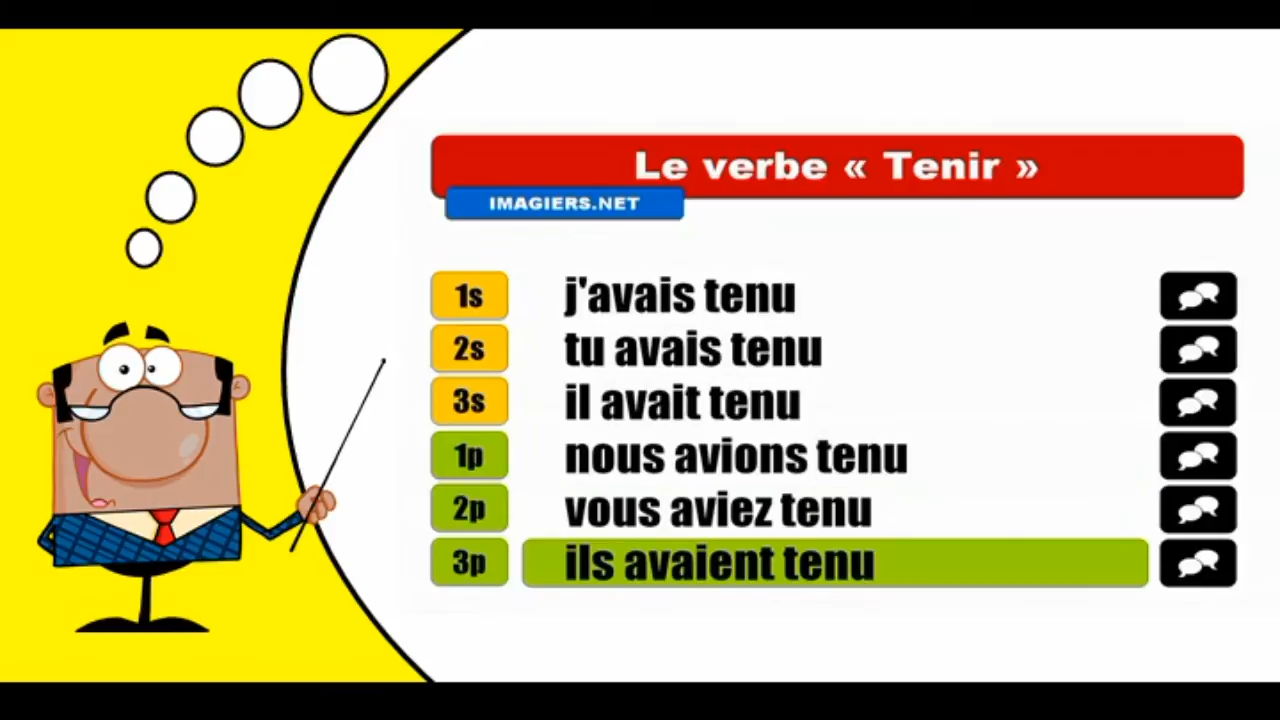 Le verbe « Tenir »
IMAGIERS.NET
1s j'avais tenu
2s tu avais tenu
3s il avait tenu
1p nous avions tenu
2p vous aviez tenu
3p ils avaient tenu